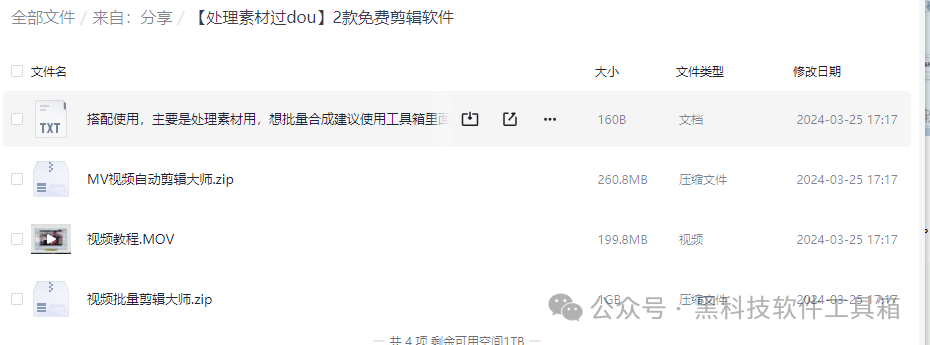 全部文件 / 来自：分享 / 【处理素材过dou】2款免费剪辑软件
文件名 大小 文件类型 修改日期
TXT 搭配使用，主要是处理素材用，想批量合成建议使用工具箱里面 160B 文档 2024-03-25 17:17
MV视频自动剪辑大师.zip 260.8MB 压缩文件 2024-03-25 17:17
视频教程.MOV 199.8MB 视频 2024-03-25 17:17
视频批量剪辑大师.zip 1GB 压缩文件 2024-03-25 17:17
公众号 · 黑科技软件工具箱
共 4 项 剩余可用空间1TB